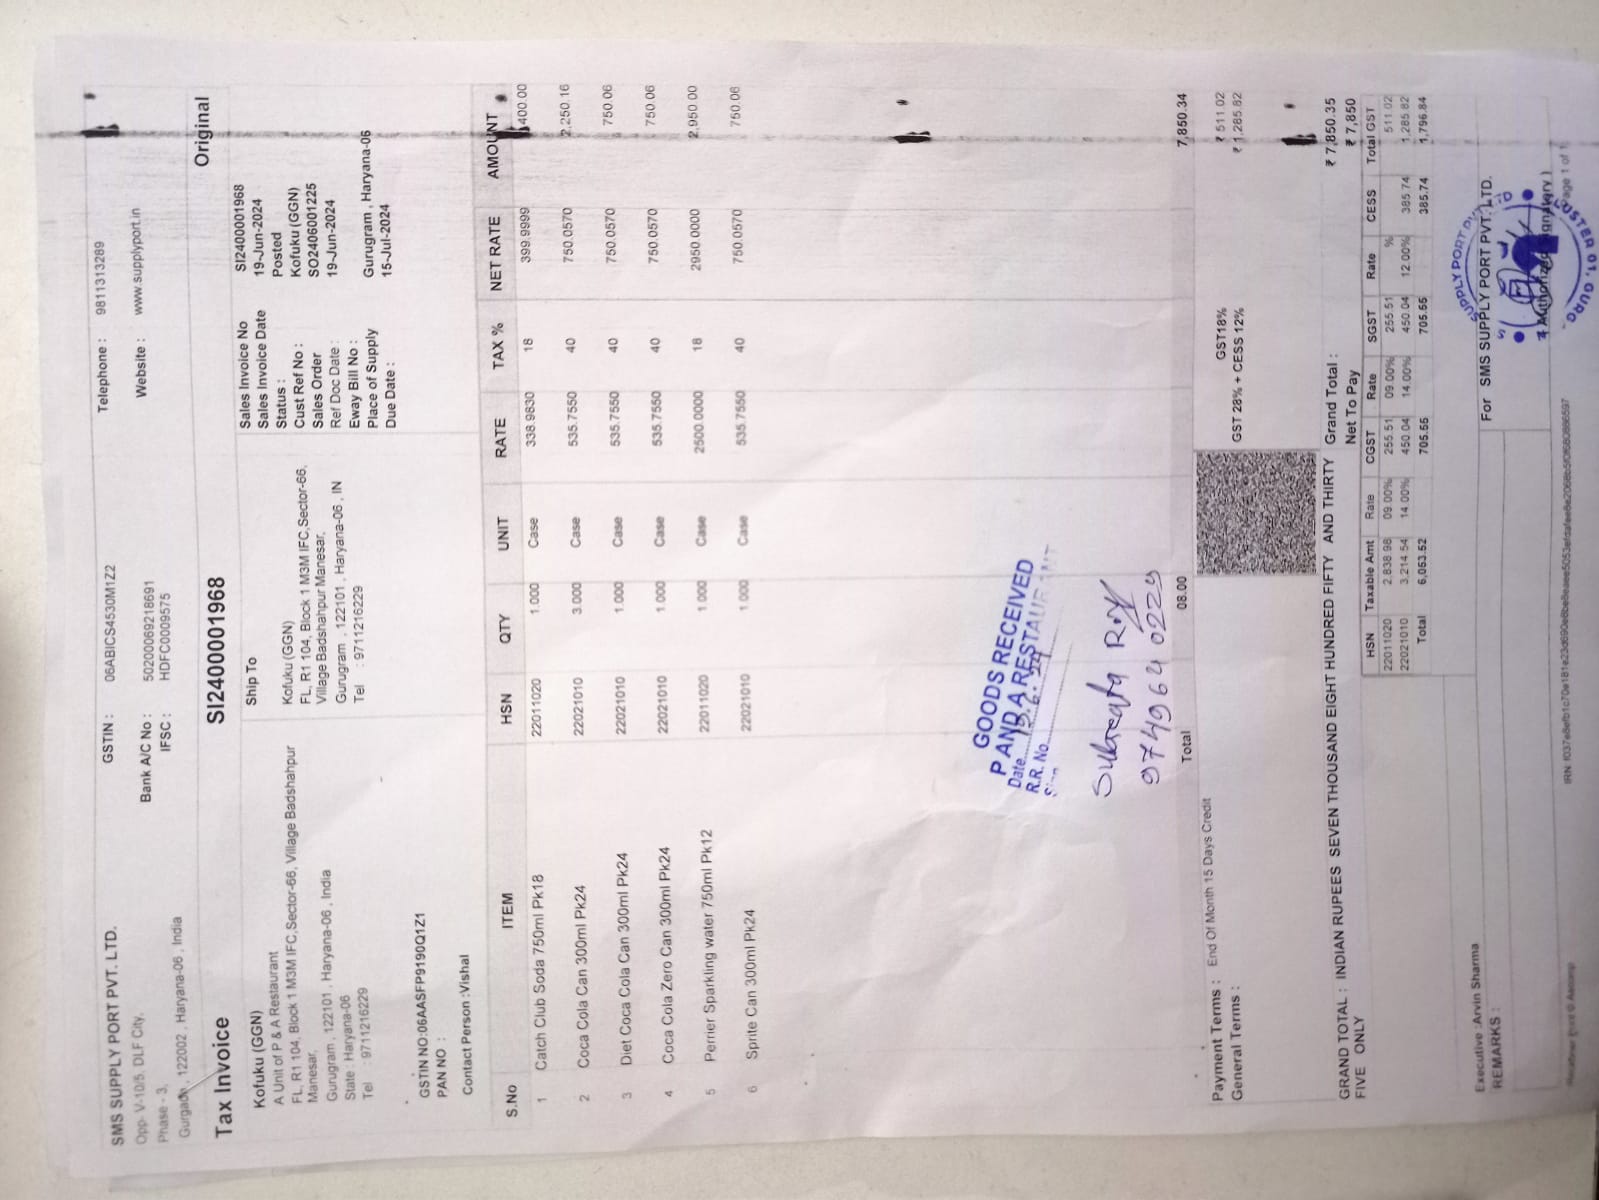 SMS SUPPLY PORT PVT. LTD.
Opp- V-10/5, DLF City,
Phase - 3,
Gurgaon , 122002 , Haryana-06 , India
GSTIN : 06ABICS4530M1Z2
Bank A/C No : 50200069218691
IFSC : HDFC0009575
Telephone : 9811313289
Website : www.supplyport.in
Tax Invoice SI2400001968 Original
Kofuku (GGN)
A Unit of P & A Restaurant
FL, R1 104, Block 1 M3M IFC,Sector-66, Village Badshahpur
Manesar,
Gurugram , 122101 , Haryana-06 , India
State : Haryana-06
Tel : 9711216229
GSTIN NO:06AASFP9190Q1Z1
PAN NO :
Contact Person :Vishal
Ship To
Kofuku (GGN)
FL, R1 104, Block 1 M3M IFC,Sector-66,
Village Badshahpur Manesar,
Gurugram , 122101 , Haryana-06 , IN
Tel : 9711216229
Sales Invoice No SI2400001968
Sales Invoice Date 19-Jun-2024
Status : Posted
Cust Ref No : Kofuku (GGN)
Sales Order SO2406001225
Ref Doc Date : 19-Jun-2024
Eway Bill No :
Place of Supply Gurugram , Haryana-06
Due Date : 15-Jul-2024
S.No ITEM HSN QTY UNIT RATE TAX % NET RATE AMOUNT
1 Catch Club Soda 750ml Pk18 22011020 1.000 Case 338.9830 18 399.9999 400.00
2 Coca Cola Can 300ml Pk24 22021010 3.000 Case 535.7550 40 750.0570 2,250.16
3 Diet Coca Cola Can 300ml Pk24 22021010 1.000 Case 535.7550 40 750.0570 750.06
4 Coca Cola Zero Can 300ml Pk24 22021010 1.000 Case 535.7550 40 750.0570 750.06
5 Perrier Sparkling water 750ml Pk12 22011020 1.000 Case 2500.0000 18 2950.0000 2,950.00
6 Sprite Can 300ml Pk24 22021010 1.000 Case 535.7550 40 750.0570 750.06
GOODS RECEIVED
P AND A RESTAURANT
Date
R.R. No.
9749640229
Total 08.00 7,850.34
Payment Terms : End Of Month 15 Days Credit
General Terms :
GST18% ₹ 511.02
GST 28% + CESS 12% ₹ 1,285.82
GRAND TOTAL : INDIAN RUPEES SEVEN THOUSAND EIGHT HUNDRED FIFTY AND THIRTY
FIVE ONLY
Grand Total : ₹ 7,850.35
Net To Pay ₹ 7,850
HSN Taxable Amt Rate CGST Rate SGST Rate CESS Total GST
22011020 2,838.98 09.00% 255.51 09.00% 255.51 % 511.02
22021010 3,214.54 14.00% 450.04 14.00% 450.04 12.00% 385.74 1,285.82
Total 6,053.52 705.55 705.55 385.74 1,796.84
Executive :Arvin Sharma
REMARKS :
For SMS SUPPLY PORT PVT. LTD.
( Authorized Signatory )
Page 1 of 1